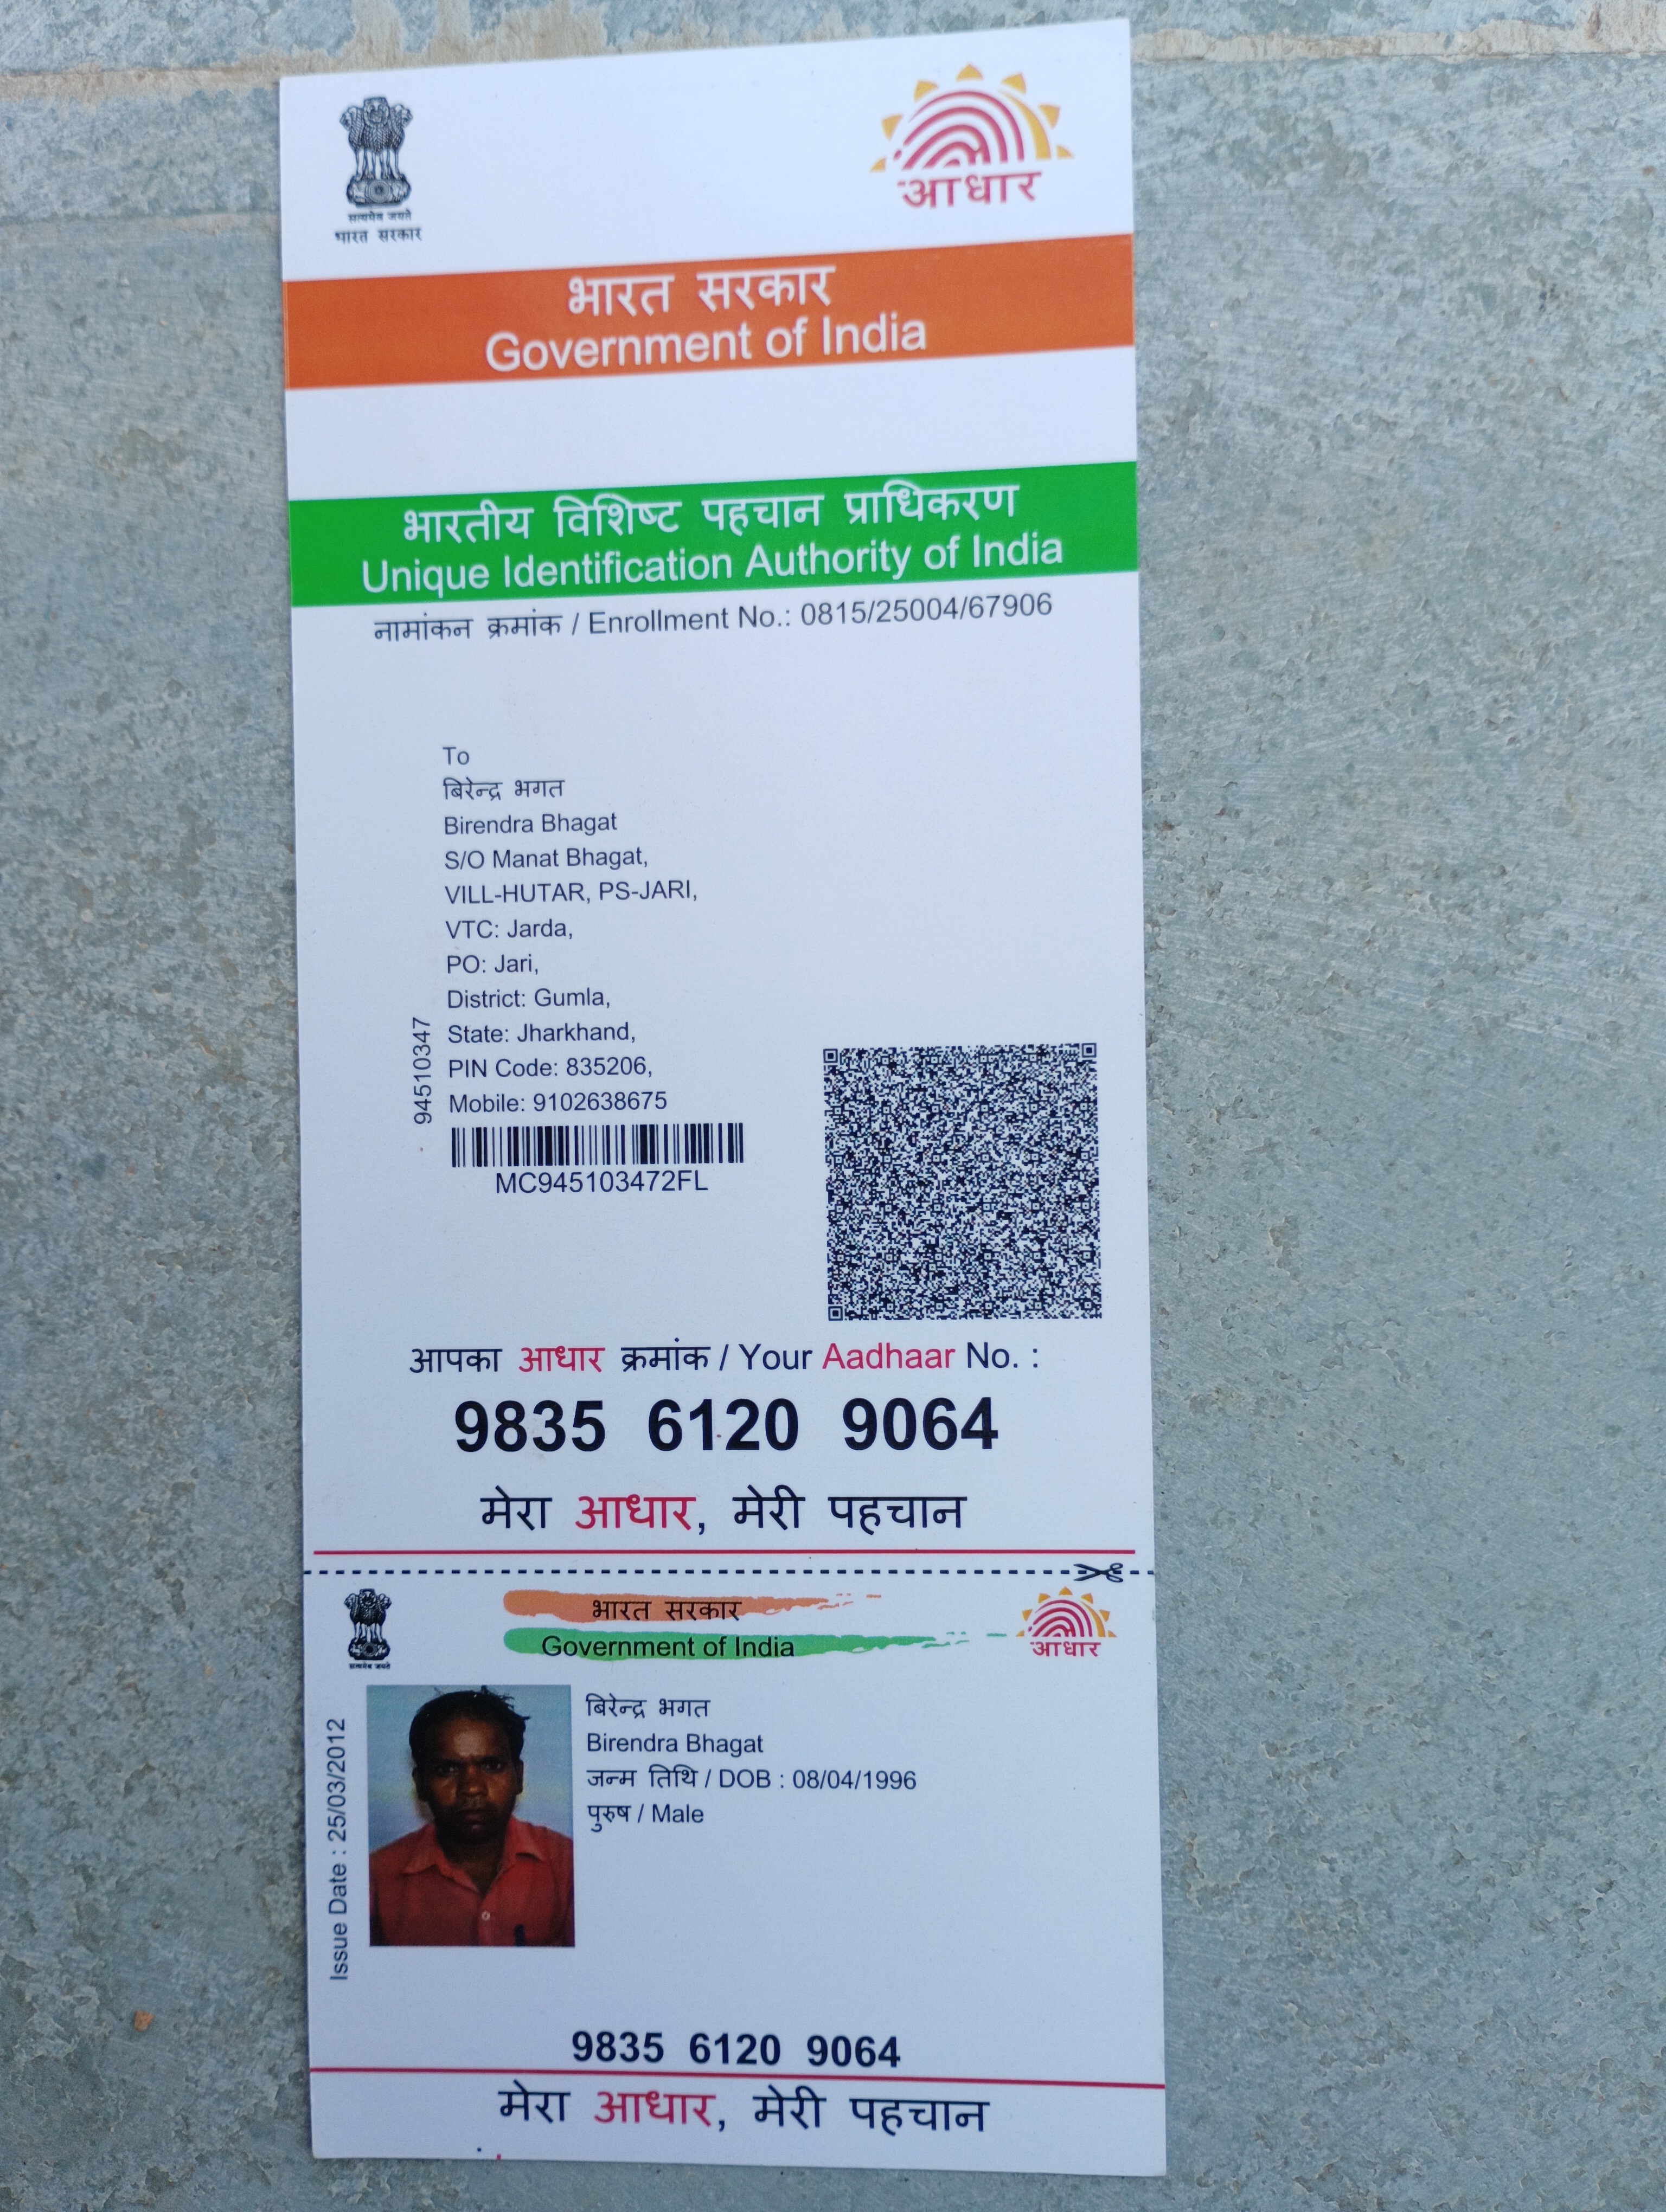 सत्यमेव जयते
भारत सरकार
आधार
भारत सरकार
Government of India
भारतीय विशिष्ट पहचान प्राधिकरण
Unique Identification Authority of India
नामांकन क्रमांक / Enrollment No.: 0815/25004/67906
To
बिरेन्द्र भगत
Birendra Bhagat
S/O Manat Bhagat,
VILL-HUTAR, PS-JARI,
VTC: Jarda,
PO: Jari,
District: Gumla,
State: Jharkhand,
PIN Code: 835206,
Mobile: 9102638675
94510347
MC945103472FL
आपका आधार क्रमांक / Your Aadhaar No. :
9835 6120 9064
मेरा आधार, मेरी पहचान
सत्यमेव जयते
भारत सरकार
Government of India
आधार
Issue Date : 25/03/2012
बिरेन्द्र भगत
Birendra Bhagat
जन्म तिथि / DOB : 08/04/1996
पुरुष / Male
9835 6120 9064
मेरा आधार, मेरी पहचान